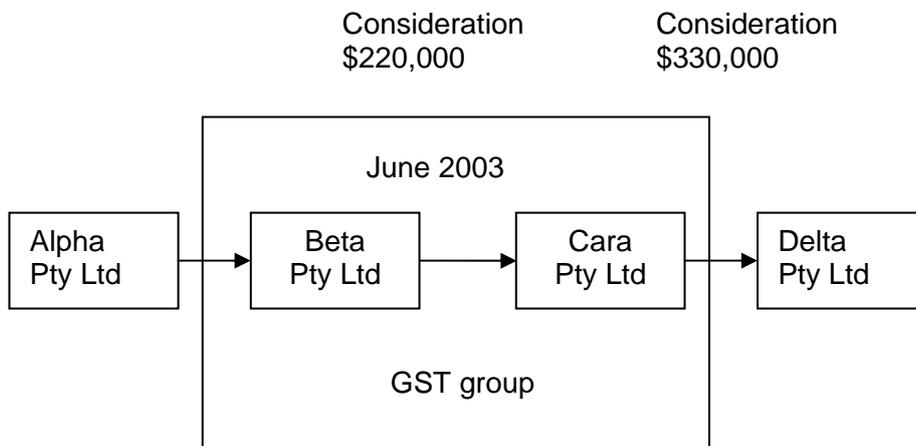 Consideration
$220,000
Consideration
$330,000
June 2003
Alpha
Pty Ltd
Beta
Pty Ltd
Cara
Pty Ltd
Delta
Pty Ltd
GST group